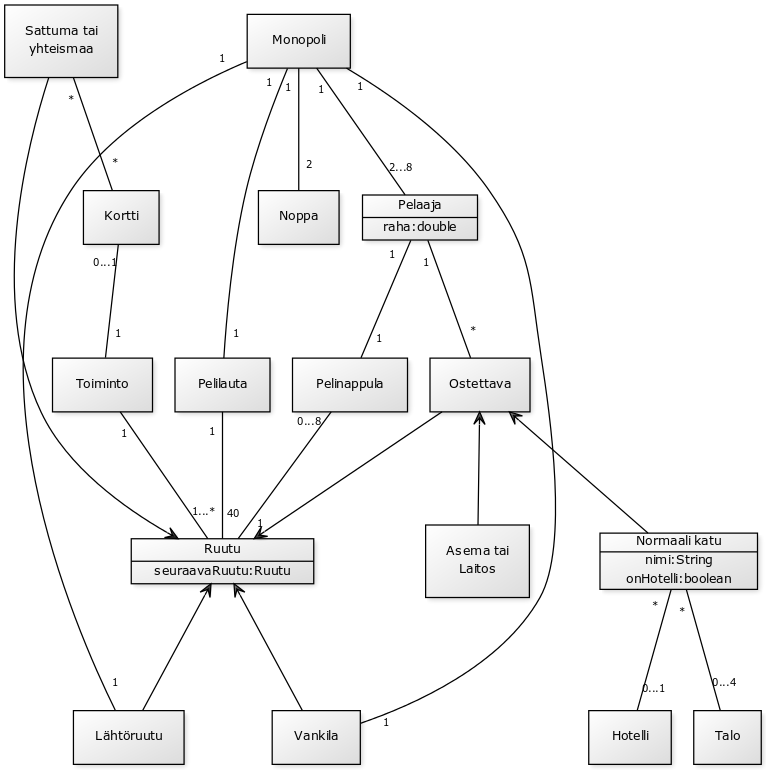 Sattuma tai
yhteismaa
Monopoli
1
1
1
1
1
*
*
2
2...8
Kortti
Noppa
Pelaaja
raha:double
0...1
1
1
1
1
1
*
Toiminto
Pelilauta
Pelinappula
Ostettava
1
1
0...8
1...*
40
1
Ruutu
seuraavaRuutu:Ruutu
Asema tai
Laitos
Normaali katu
nimi:String
onHotelli:boolean
*
*
1
0...1
0...4
1
Lähtöruutu
Vankila
Hotelli
Talo